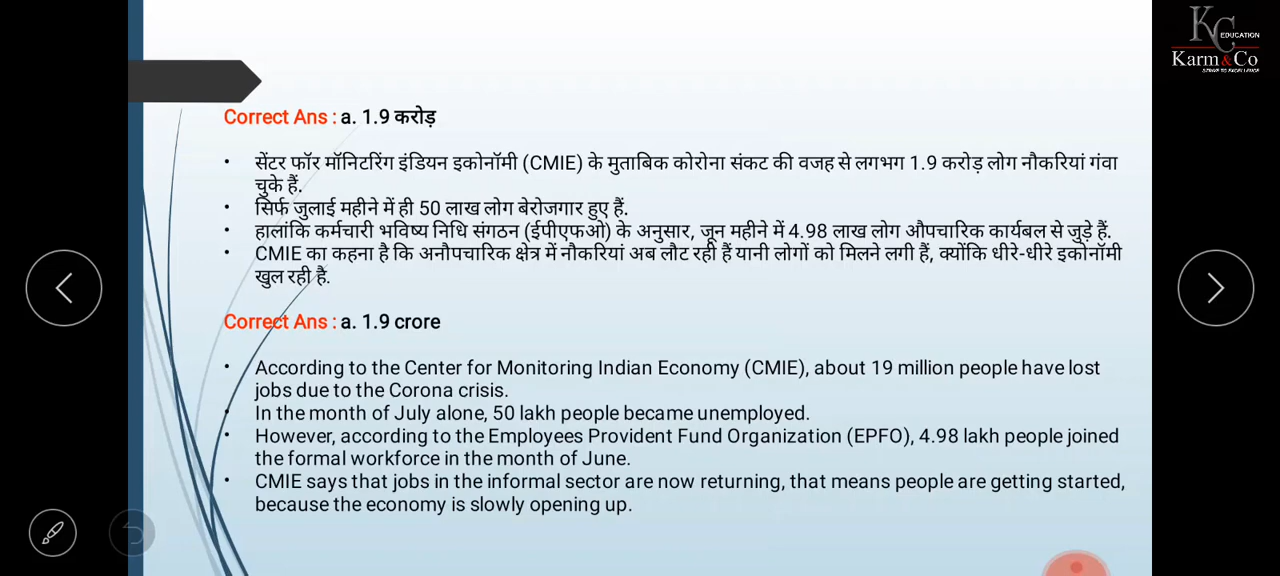 KC EDUCATION
Karm&Co
STRIVE TO EXCELLENCE
Correct Ans : a. 1.9 करोड़
• सेंटर फॉर मॉनिटरिंग इंडियन इकोनॉमी (CMIE) के मुताबिक कोरोना संकट की वजह से लगभग 1.9 करोड़ लोग नौकरियां गंवा
चुके हैं.
• सिर्फ जुलाई महीने में ही 50 लाख लोग बेरोजगार हुए हैं.
• हालांकि कर्मचारी भविष्य निधि संगठन (ईपीएफओ) के अनुसार, जून महीने में 4.98 लाख लोग औपचारिक कार्यबल से जुड़े हैं.
• CMIE का कहना है कि अनौपचारिक क्षेत्र में नौकरियां अब लौट रही हैं यानी लोगों को मिलने लगी हैं, क्योंकि धीरे-धीरे इकोनॉमी
खुल रही है.
Correct Ans : a. 1.9 crore
• According to the Center for Monitoring Indian Economy (CMIE), about 19 million people have lost
jobs due to the Corona crisis.
• In the month of July alone, 50 lakh people became unemployed.
• However, according to the Employees Provident Fund Organization (EPFO), 4.98 lakh people joined
the formal workforce in the month of June.
• CMIE says that jobs in the informal sector are now returning, that means people are getting started,
because the economy is slowly opening up.